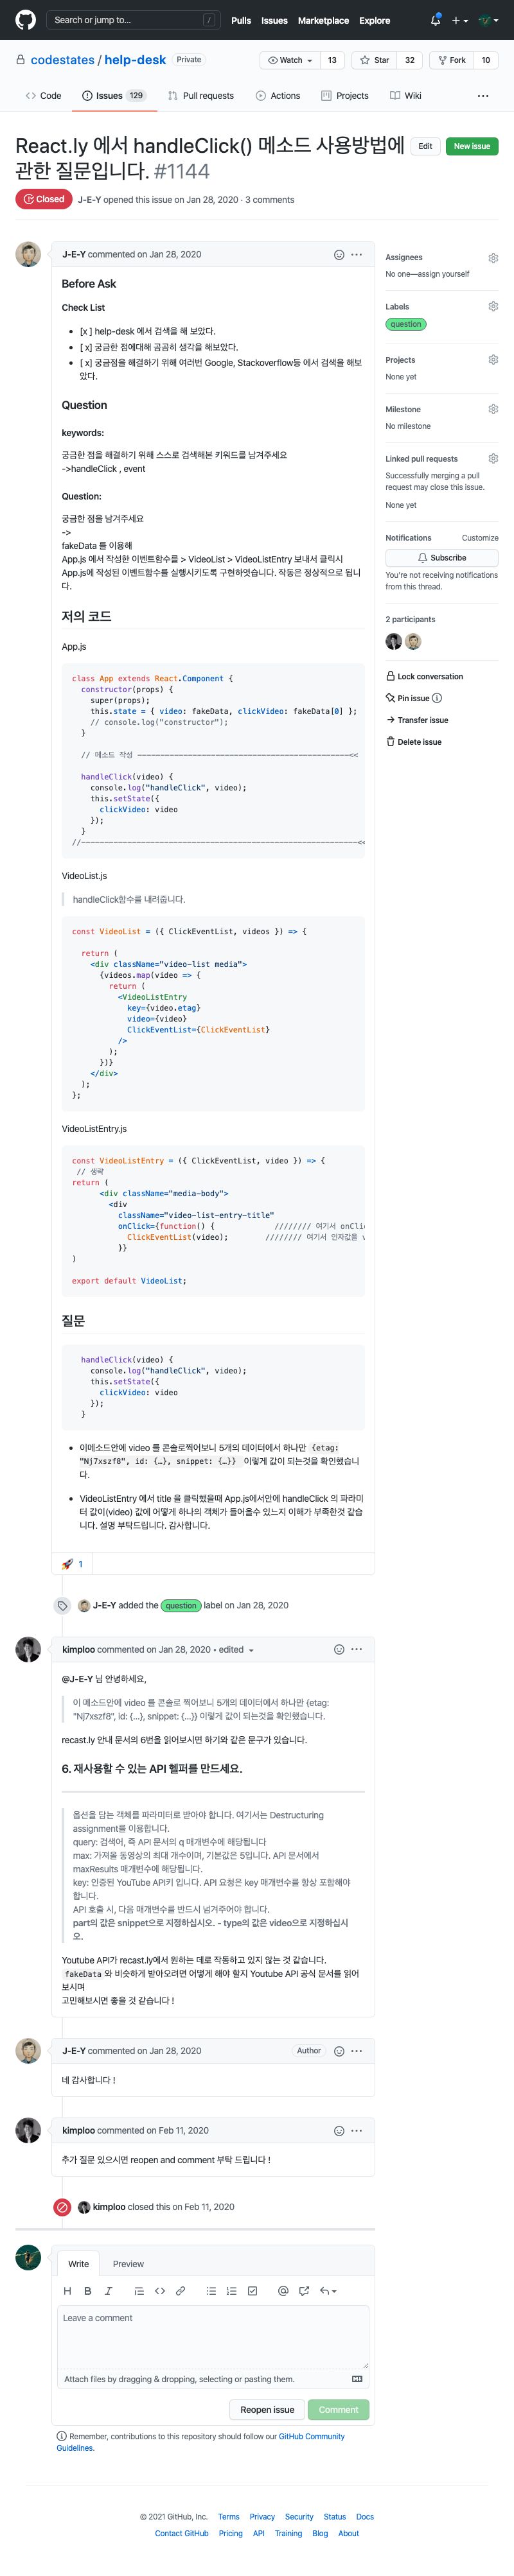 Search or jump to...
/
Pulls Issues Marketplace Explore
codestates / help-desk Private
Watch 13 Star 32 Fork 10
Code Issues 129 Pull requests Actions Projects Wiki
React.ly 에서 handleClick() 메소드 사용방법에
관한 질문입니다. #1144
Edit New issue
Closed J-E-Y opened this issue on Jan 28, 2020 · 3 comments
J-E-Y commented on Jan 28, 2020
Before Ask
Check List
[x ] help-desk 에서 검색을 해 보았다.
[ x] 궁금한 점에대해 곰곰히 생각을 해보았다.
[ x] 궁금점을 해결하기 위해 여러번 Google, Stackoverflow등 에서 검색을 해보
았다.
Question
keywords:
궁금한 점을 해결하기 위해 스스로 검색해본 키워드를 남겨주세요
->handleClick , event
Question:
궁금한 점을 남겨주세요
->
fakeData 를 이용해
App.js 에서 작성한 이벤트함수를 > VideoList > VideoListEntry 보내서 클릭시
App.js에 작성된 이벤트함수를 실행시키도록 구현하엿습니다. 작동은 정상적으로 됩니
다.
저의 코드
App.js
class App extends React.Component {
constructor(props) {
super(props);
this.state = { video: fakeData, clickVideo: fakeData[0] };
// console.log("constructor");
}
// 메소드 작성 ----------------------------------------------<<
handleClick(video) {
console.log("handleClick", video);
this.setState({
clickVideo: video
});
}
//------------------------------------------------------------<<
VideoList.js
handleClick함수를 내려줍니다.
const VideoList = ({ ClickEventList, videos }) => {
return (
<div className="video-list media">
{videos.map(video => {
return (
<VideoListEntry
key={video.etag}
video={video}
ClickEventList={ClickEventList}
/>
);
})}
</div>
);
};
VideoListEntry.js
const VideoListEntry = ({ ClickEventList, video }) => {
// 생략
return (
<div className="media-body">
<div
className="video-list-entry-title"
onClick={function() { //////// 여기서 onClic
ClickEventList(video); //////// 여기서 인자값을 v
}}
)
export default VideoList;
질문
handleClick(video) {
console.log("handleClick", video);
this.setState({
clickVideo: video
});
}
이메소드안에 video 를 콘솔로찍어보니 5개의 데이터에서 하나만 {etag:
"Nj7xszf8", id: {…}, snippet: {…}} 이렇게 값이 되는것을 확인했습니
다.
VideoListEntry 에서 title 을 클릭했을때 App.js에서안에 handleClick 의 파라미
터 값이(video) 값에 어떻게 하나의 객체가 들어올수 있느지 이해가 부족한것 같습
니다. 설명 부탁드립니다. 감사합니다.
🚀 1
J-E-Y added the question label on Jan 28, 2020
kimploo commented on Jan 28, 2020 • edited
@J-E-Y 님 안녕하세요,
이 메소드안에 video 를 콘솔로 찍어보니 5개의 데이터에서 하나만 {etag:
"Nj7xszf8", id: {…}, snippet: {…}} 이렇게 값이 되는것을 확인했습니다.
recast.ly 안내 문서의 6번을 읽어보시면 하기와 같은 문구가 있습니다.
6. 재사용할 수 있는 API 헬퍼를 만드세요.
옵션을 담는 객체를 파라미터로 받아야 합니다. 여기서는 Destructuring
assignment를 이용합니다.
query: 검색어, 즉 API 문서의 q 매개변수에 해당됩니다
max: 가져올 동영상의 최대 개수이며, 기본값은 5입니다. API 문서에서
maxResults 매개변수에 해당됩니다.
key: 인증된 YouTube API키 입니다. API 요청은 key 매개변수를 항상 포함해야
합니다.
API 호출 시, 다음 매개변수를 반드시 넘겨주어야 합니다.
part의 값은 snippet으로 지정하십시오. - type의 값은 video으로 지정하십시
오.
Youtube API가 recast.ly에서 원하는 데로 작동하고 있지 않는 것 같습니다.
fakeData 와 비슷하게 받아오려면 어떻게 해야 할지 Youtube API 공식 문서를 읽어
보시며
고민해보시면 좋을 것 같습니다 !
J-E-Y commented on Jan 28, 2020 Author
네 감사합니다 !
kimploo commented on Feb 11, 2020
추가 질문 있으시면 reopen and comment 부탁 드립니다 !
kimploo closed this on Feb 11, 2020
Write Preview
Leave a comment
Attach files by dragging & dropping, selecting or pasting them.
Reopen issue Comment
Remember, contributions to this repository should follow our GitHub Community
Guidelines.
Assignees
No one—assign yourself
Labels
question
Projects
None yet
Milestone
No milestone
Linked pull requests
Successfully merging a pull
request may close this issue.
None yet
Notifications Customize
Subscribe
You're not receiving notifications
from this thread.
2 participants
Lock conversation
Pin issue
Transfer issue
Delete issue
© 2021 GitHub, Inc. Terms Privacy Security Status Docs
Contact GitHub Pricing API Training Blog About